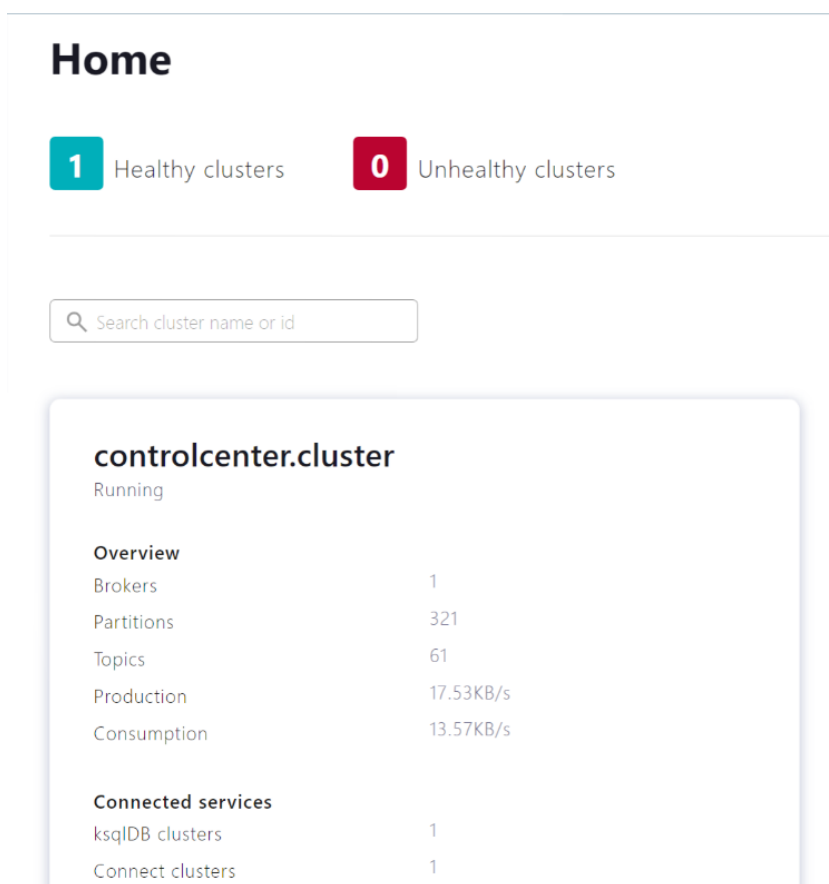 Home
1 Healthy clusters 0 Unhealthy clusters
Search cluster name or id
controlcenter.cluster
Running
Overview
Brokers 1
Partitions 321
Topics 61
Production 17.53KB/s
Consumption 13.57KB/s
Connected services
ksqlDB clusters 1
Connect clusters 1